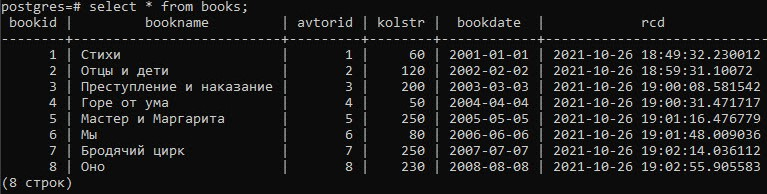 postgres=# select * from books;
 bookid |        bookname         | avtorid | kolstr |  bookdate  |            rcd
--------+-------------------------+---------+--------+------------+----------------------------
      1 | Стихи                   |       1 |     60 | 2001-01-01 | 2021-10-26 18:49:32.230012
      2 | Отцы и дети             |       2 |    120 | 2002-02-02 | 2021-10-26 18:59:31.10072
      3 | Преступление и наказание |       3 |    200 | 2003-03-03 | 2021-10-26 19:00:08.581542
      4 | Горе от ума             |       4 |     50 | 2004-04-04 | 2021-10-26 19:00:31.471717
      5 | Мастер и Маргарита      |       5 |    250 | 2005-05-05 | 2021-10-26 19:01:16.476779
      6 | Мы                      |       6 |     80 | 2006-06-06 | 2021-10-26 19:01:48.009036
      7 | Бродячий цирк           |       7 |    250 | 2007-07-07 | 2021-10-26 19:02:14.036112
      8 | Оно                     |       8 |    230 | 2008-08-08 | 2021-10-26 19:02:55.905583
(8 строк)